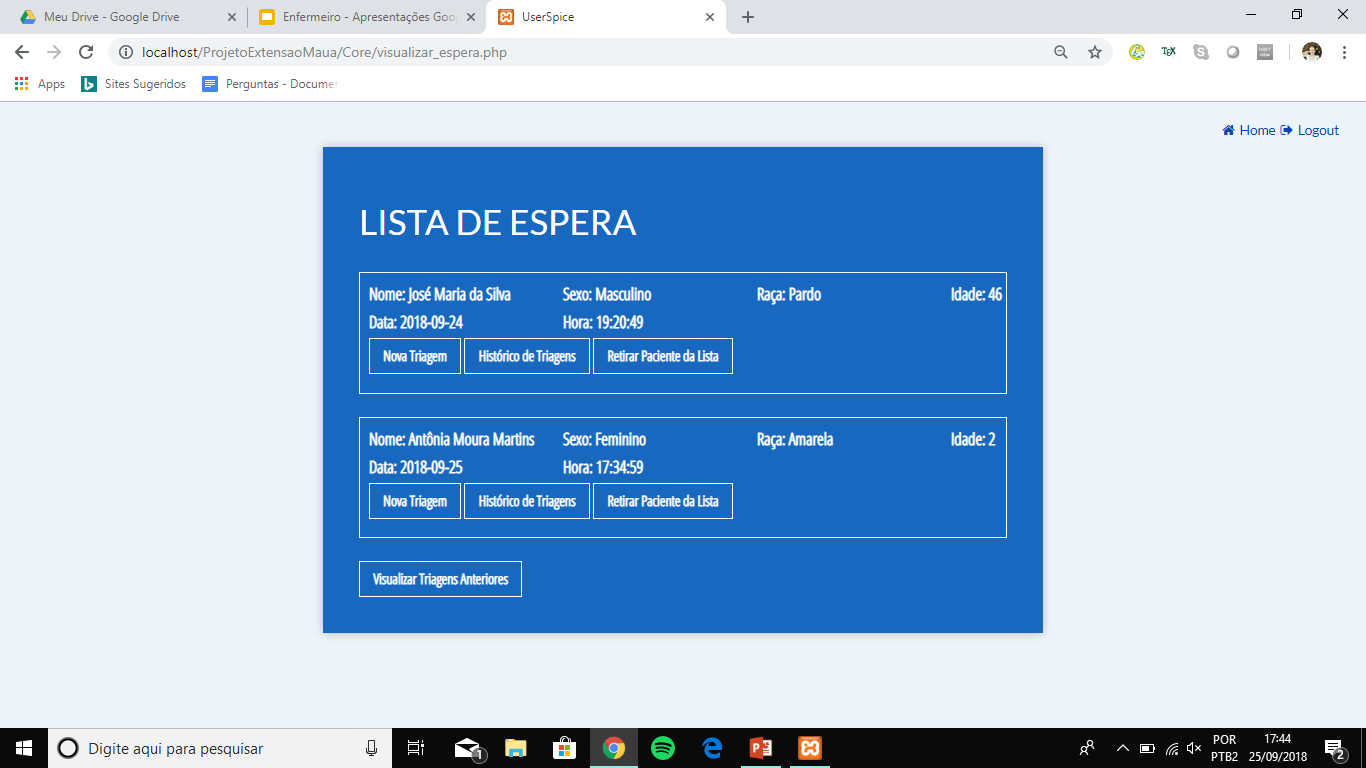 Meu Drive - Google Drive
Enfermeiro - Apresentações Goo
UserSpice
localhost/ProjetoExtensaoMaua/Core/visualizar_espera.php
Apps
Sites Sugeridos
Perguntas - Documen
Home Logout
LISTA DE ESPERA
Nome: José Maria da Silva Sexo: Masculino Raça: Pardo Idade: 46
Data: 2018-09-24 Hora: 19:20:49
Nova Triagem Histórico de Triagens Retirar Paciente da Lista
Nome: Antônia Moura Martins Sexo: Feminino Raça: Amarela Idade: 2
Data: 2018-09-25 Hora: 17:34:59
Nova Triagem Histórico de Triagens Retirar Paciente da Lista
Visualizar Triagens Anteriores
Digite aqui para pesquisar
1
POR
PTB2
17:44
25/09/2018
2